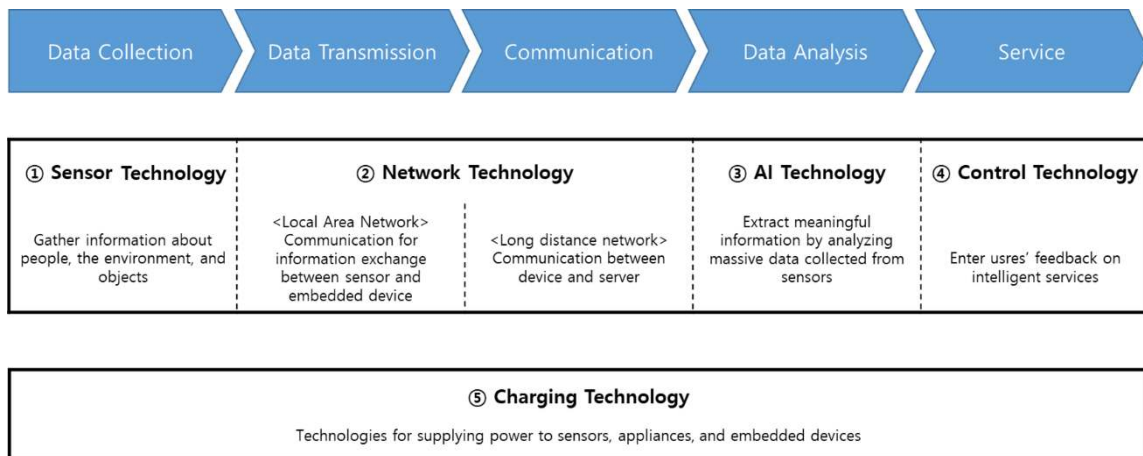 Data Collection
Data Transmission
Communication
Data Analysis
Service
① Sensor Technology
Gather information about
people, the environment, and
objects
② Network Technology
<Local Area Network>
Communication for
information exchange
between sensor and
embedded device
<Long distance network>
Communication between
device and server
③ AI Technology
Extract meaningful
information by analyzing
massive data collected from
sensors
④ Control Technology
Enter usres’ feedback on
intelligent services
⑤ Charging Technology
Technologies for supplying power to sensors, appliances, and embedded devices